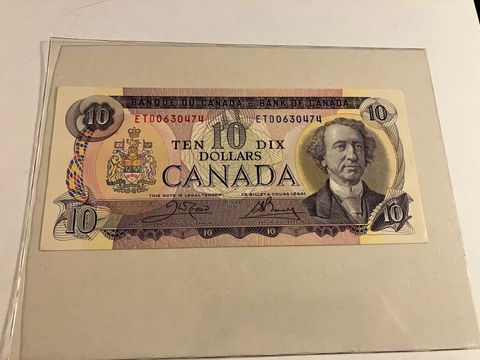 BANQUE DU CANADA – BANK OF CANADA
10 ETD0630474 ETD0630474 10
TEN 10 DIX
DOLLARS
CANADA
THIS NOTE IS LEGAL TENDER CE BILLET A COURS LÉGAL
10 10
10 10